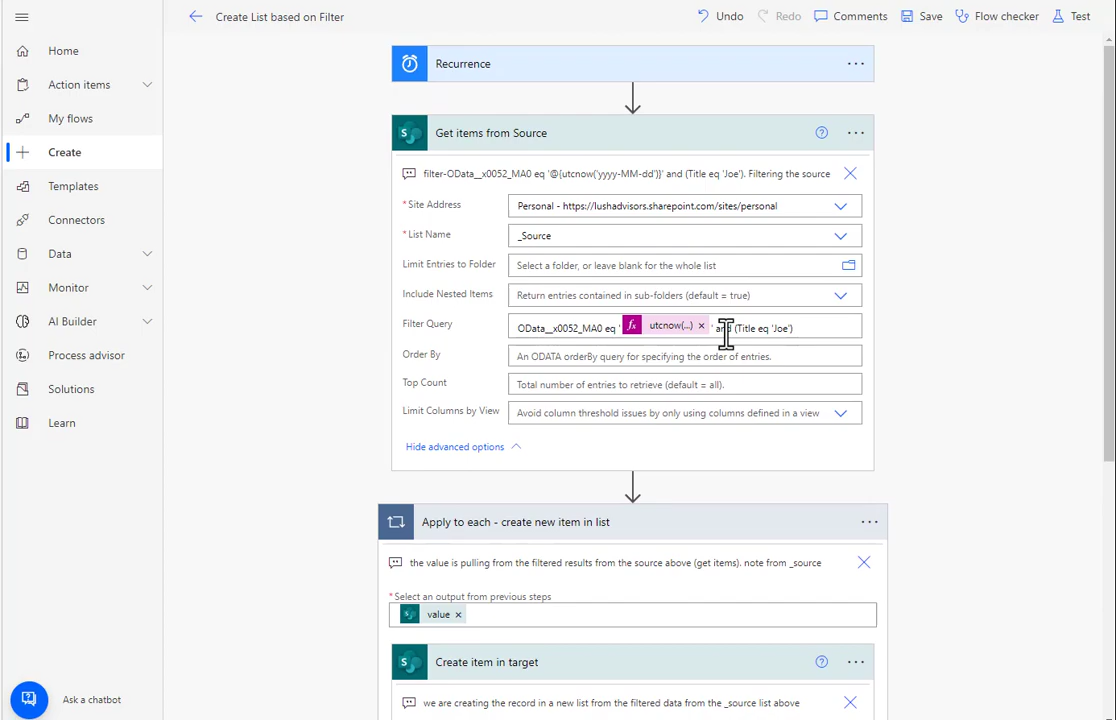 Create List based on Filter
Undo
Redo
Comments
Save
Flow checker
Test
Home
Action items
My flows
Create
Templates
Connectors
Data
Monitor
AI Builder
Process advisor
Solutions
Learn
Ask a chatbot
Recurrence
Get items from Source
filter-OData__x0052_MA0 eq '@{utcnow('yyyy-MM-dd')}' and (Title eq 'Joe'). Filtering the source
*Site Address
Personal - https://lushadvisors.sharepoint.com/sites/personal
*List Name
_Source
Limit Entries to Folder
Select a folder, or leave blank for the whole list
Include Nested Items
Return entries contained in sub-folders (default = true)
Filter Query
OData__x0052_MA0 eq ' fx utcnow(...) × ' and (Title eq 'Joe')
Order By
An ODATA orderBy query for specifying the order of entries.
Top Count
Total number of entries to retrieve (default = all).
Limit Columns by View
Avoid column threshold issues by only using columns defined in a view
Hide advanced options
Apply to each - create new item in list
the value is pulling from the filtered results from the source above (get items). note from _source
*Select an output from previous steps
value ×
Create item in target
we are creating the record in a new list from the filtered data from the _source list above